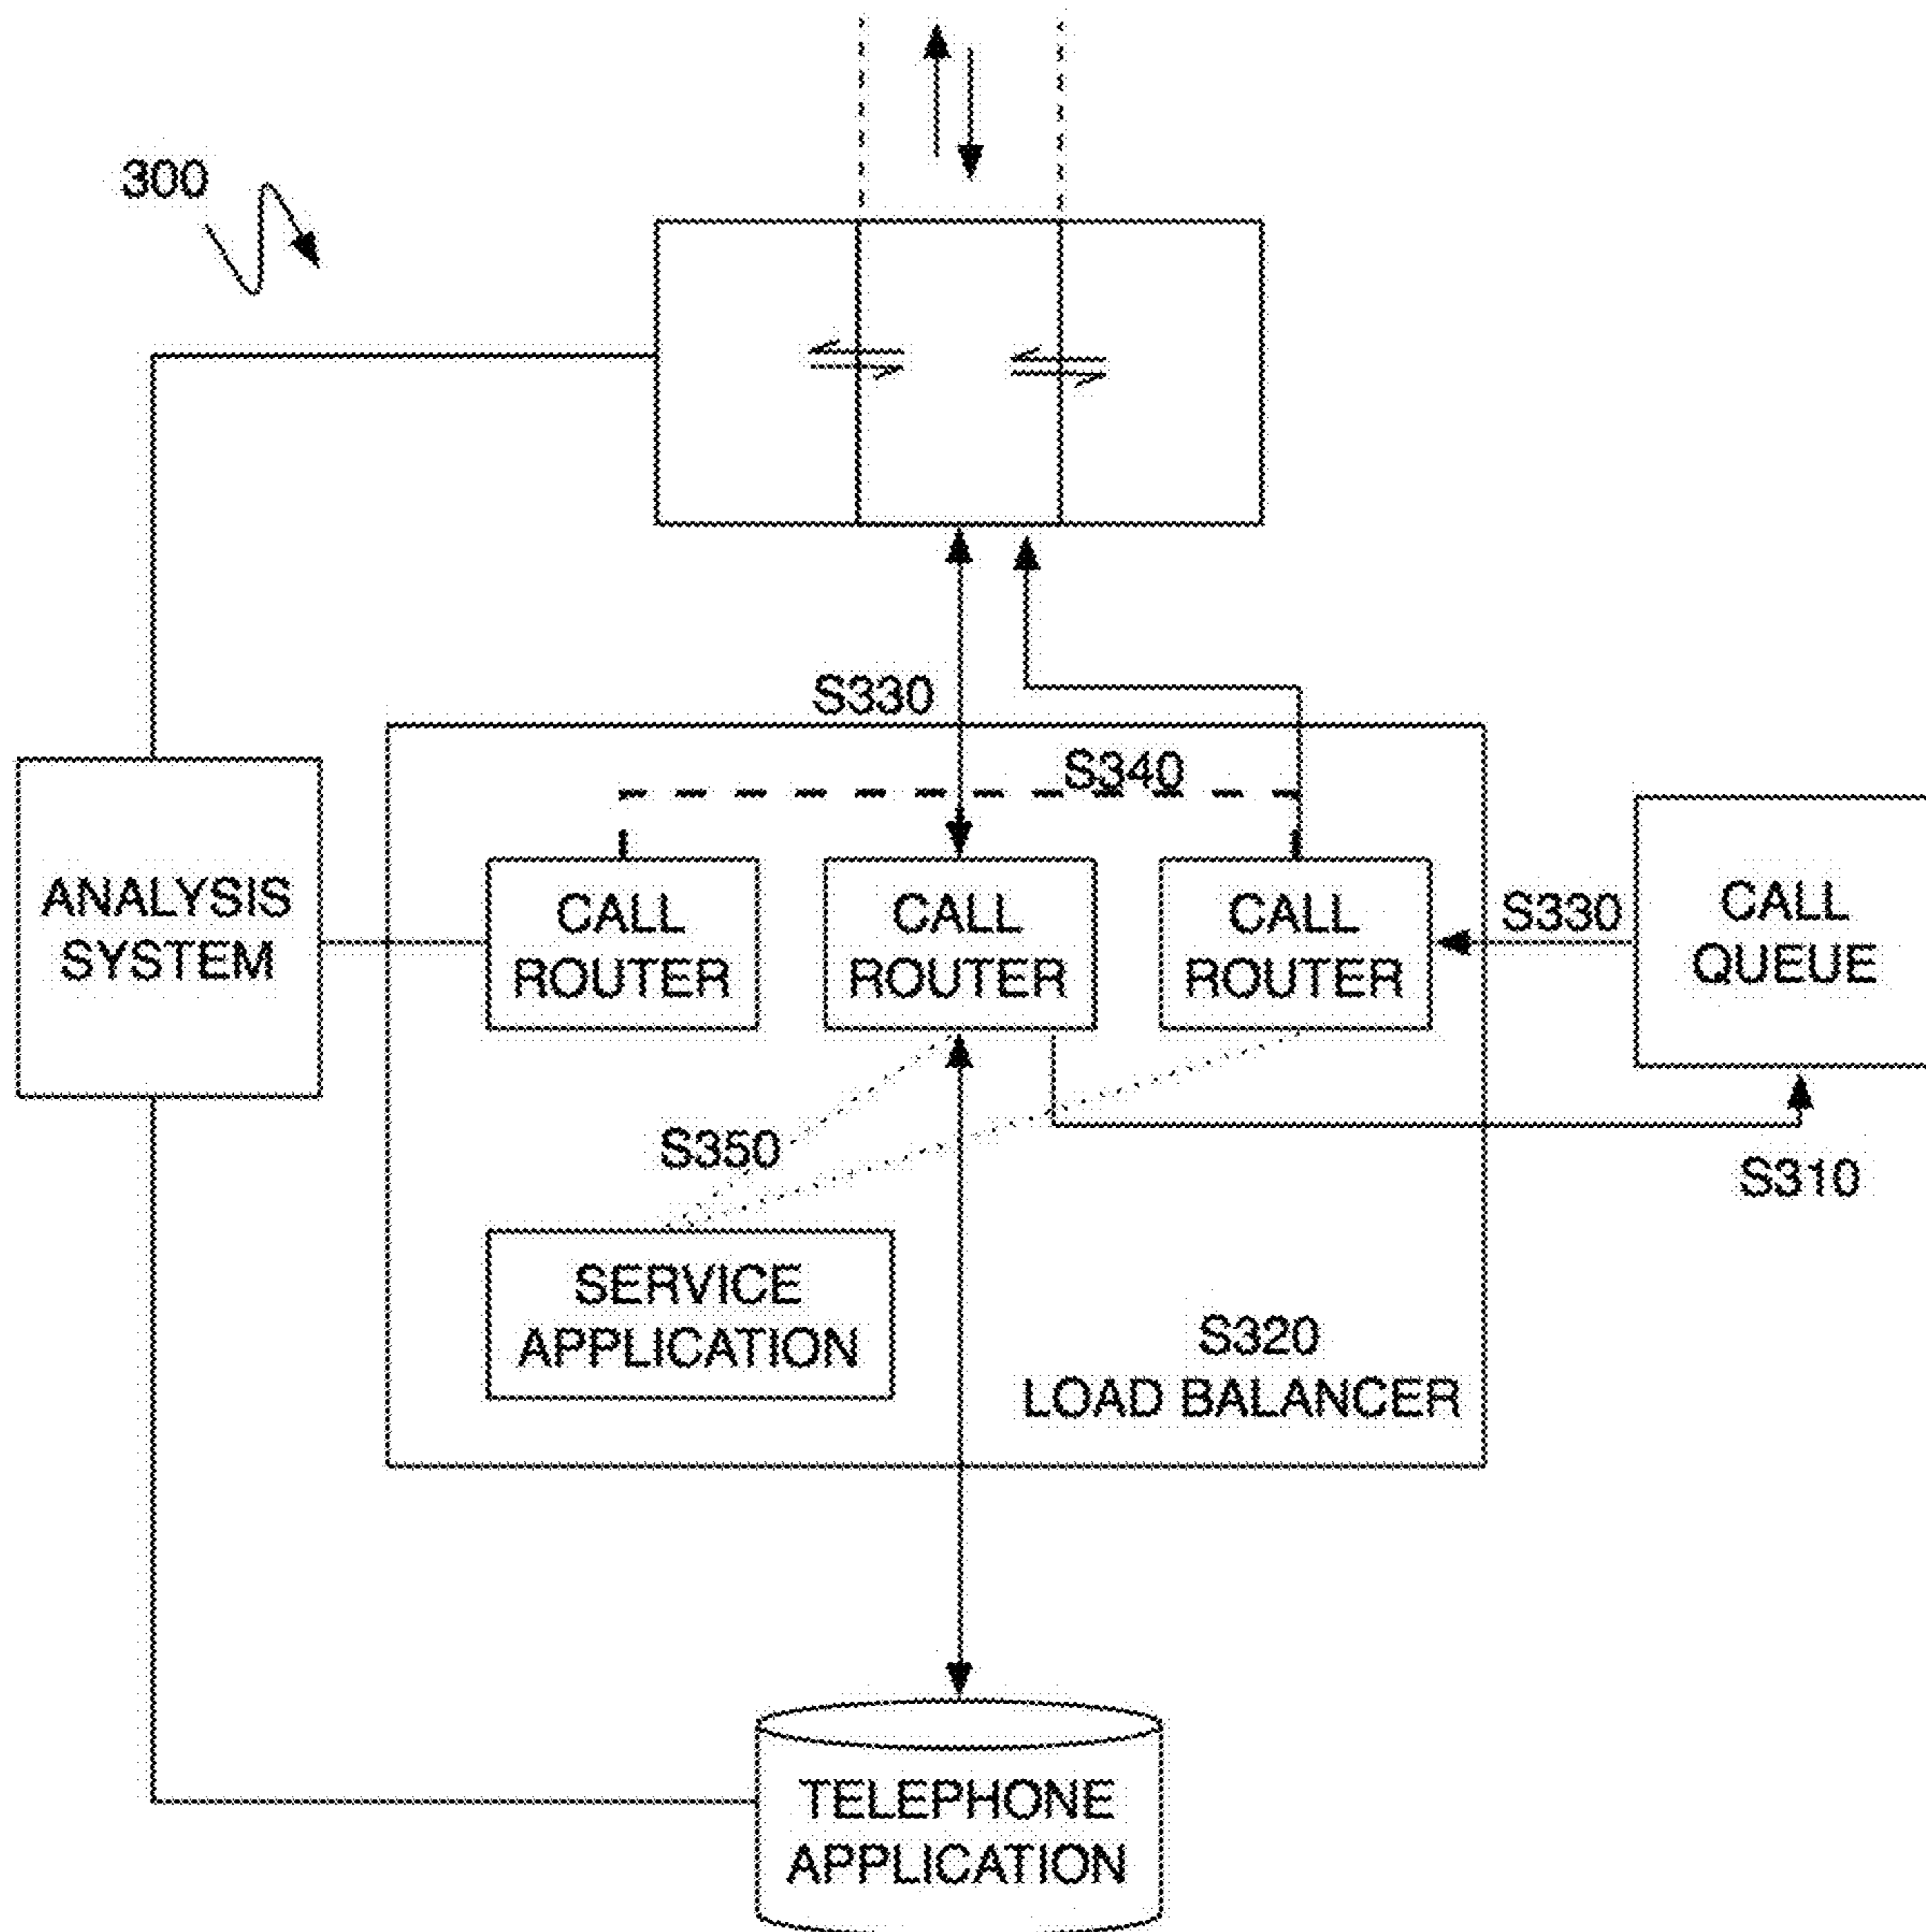 300
S330
S340
ANALYSIS
SYSTEM
CALL
ROUTER
CALL
ROUTER
CALL
ROUTER
S330
CALL
QUEUE
S350
S310
SERVICE
APPLICATION
S320
LOAD BALANCER
TELEPHONE
APPLICATION